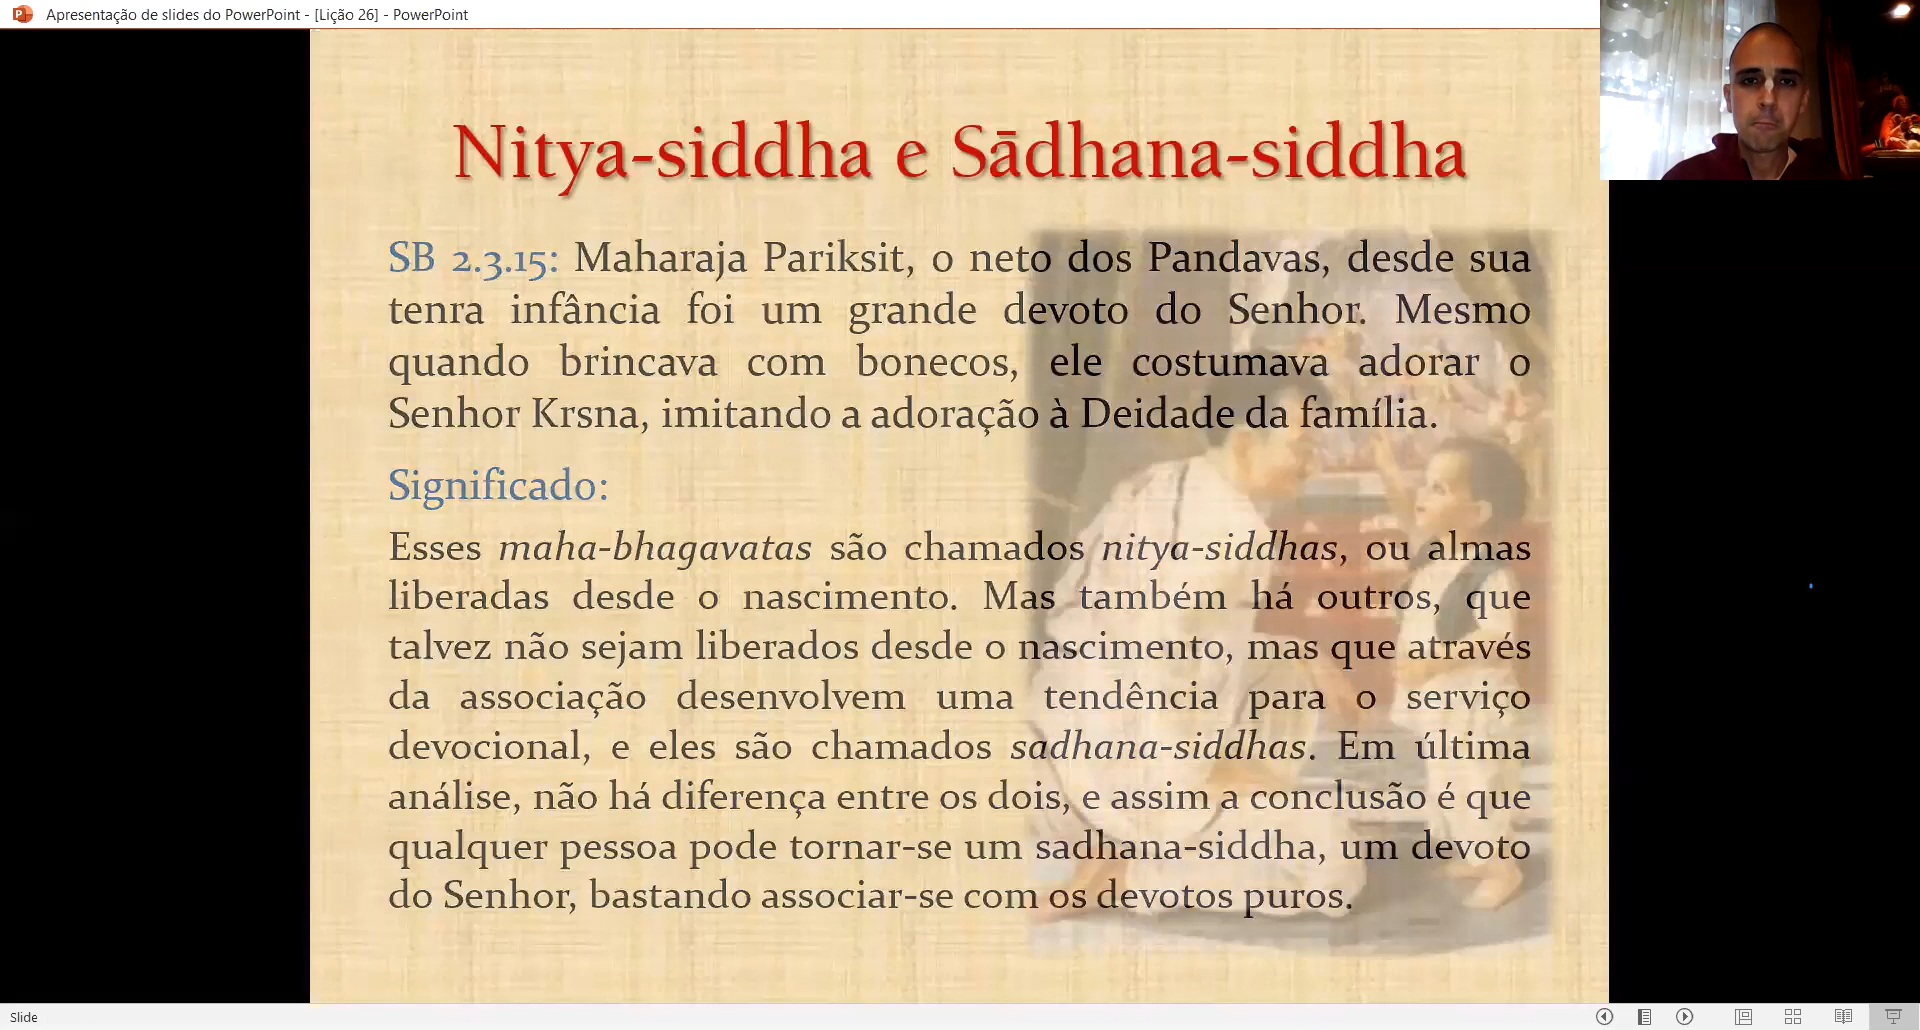 Apresentação de slides do PowerPoint - [Lição 26] - PowerPoint
Nitya-siddha e Sādhana-siddha
SB 2.3.15: Maharaja Pariksit, o neto dos Pandavas, desde sua
tenra infância foi um grande devoto do Senhor. Mesmo
quando brincava com bonecos, ele costumava adorar o
Senhor Krsna, imitando a adoração à Deidade da família.
Significado:
Esses maha-bhagavatas são chamados nitya-siddhas, ou almas
liberadas desde o nascimento. Mas também há outros, que
talvez não sejam liberados desde o nascimento, mas que através
da associação desenvolvem uma tendência para o serviço
devocional, e eles são chamados sadhana-siddhas. Em última
análise, não há diferença entre os dois, e assim a conclusão é que
qualquer pessoa pode tornar-se um sadhana-siddha, um devoto
do Senhor, bastando associar-se com os devotos puros.
Slide